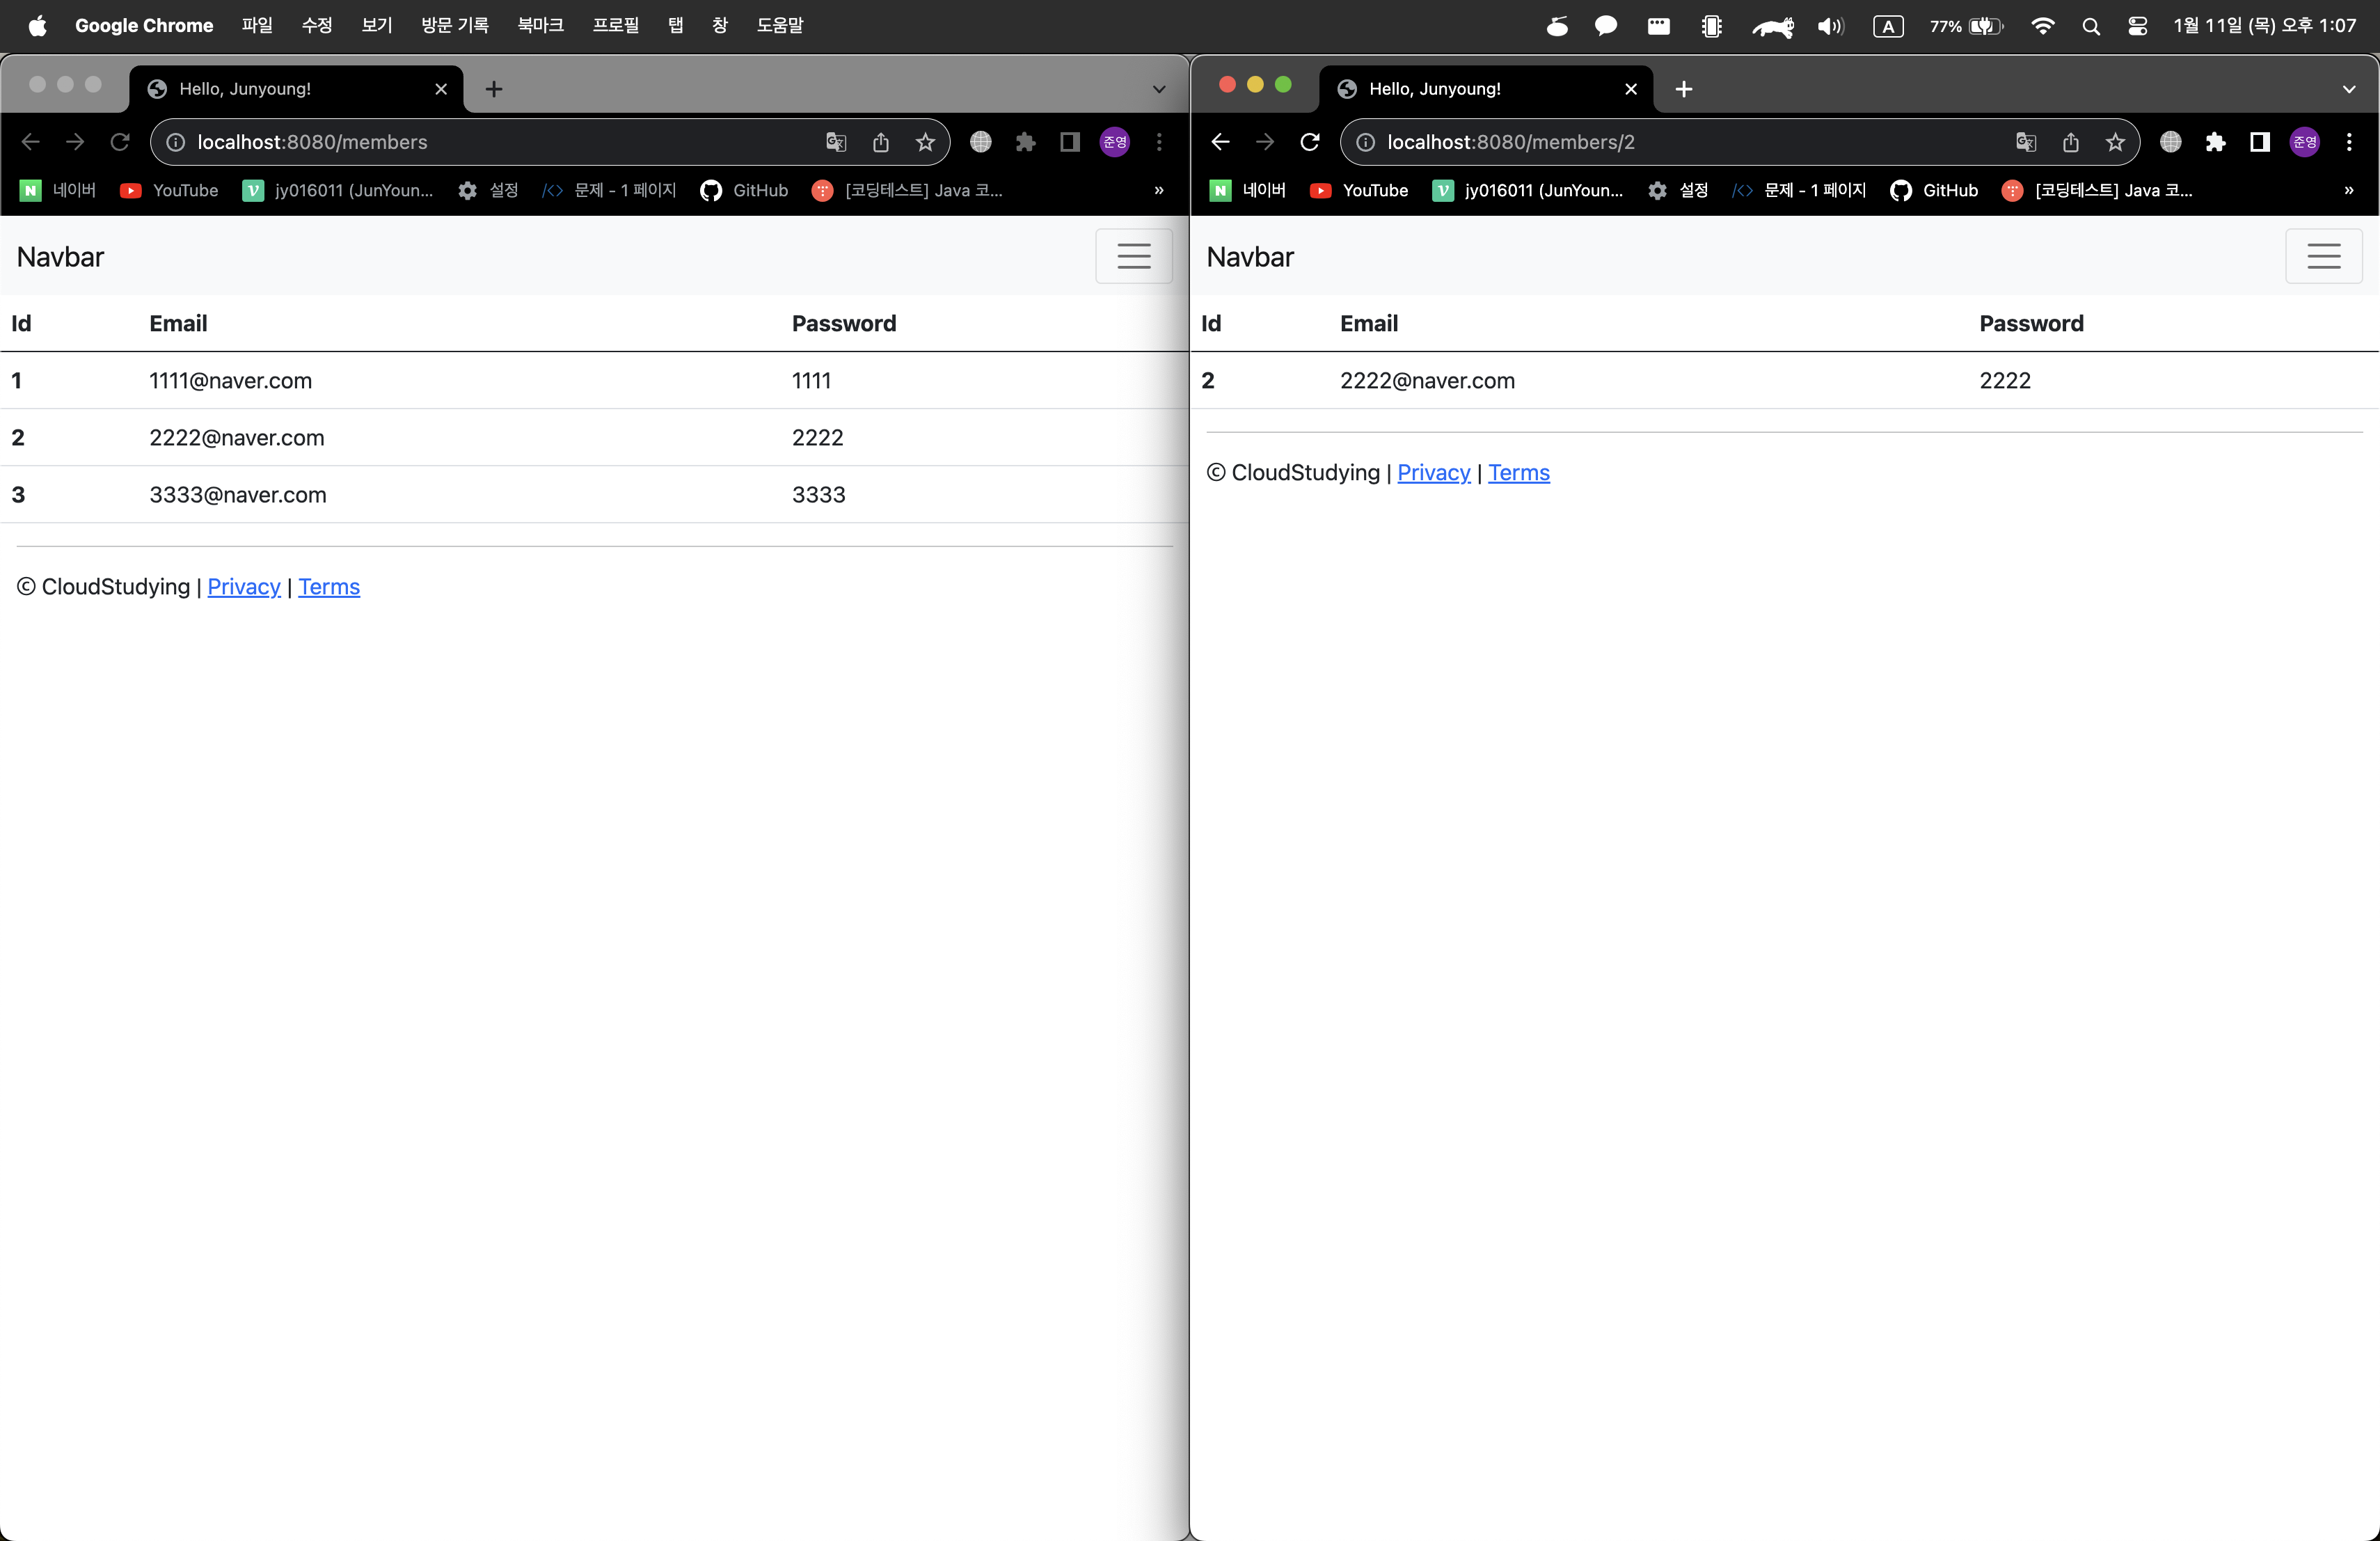 Google Chrome 파일 수정 보기 방문 기록 북마크 프로필 탭 창 도움말 A 77% 1월 11일 (목) 오후 1:07
Hello, Junyoung!
localhost:8080/members 준영
N 네이버 YouTube jy016011 (JunYoun... 설정 문제 - 1 페이지 GitHub [코딩테스트] Java 코... »
Navbar
Id Email Password
1 1111@naver.com 1111
2 2222@naver.com 2222
3 3333@naver.com 3333
© CloudStudying | Privacy | Terms
Hello, Junyoung!
localhost:8080/members/2 준영
N 네이버 YouTube jy016011 (JunYoun... 설정 문제 - 1 페이지 GitHub [코딩테스트] Java 코... »
Navbar
Id Email Password
2 2222@naver.com 2222
© CloudStudying | Privacy | Terms